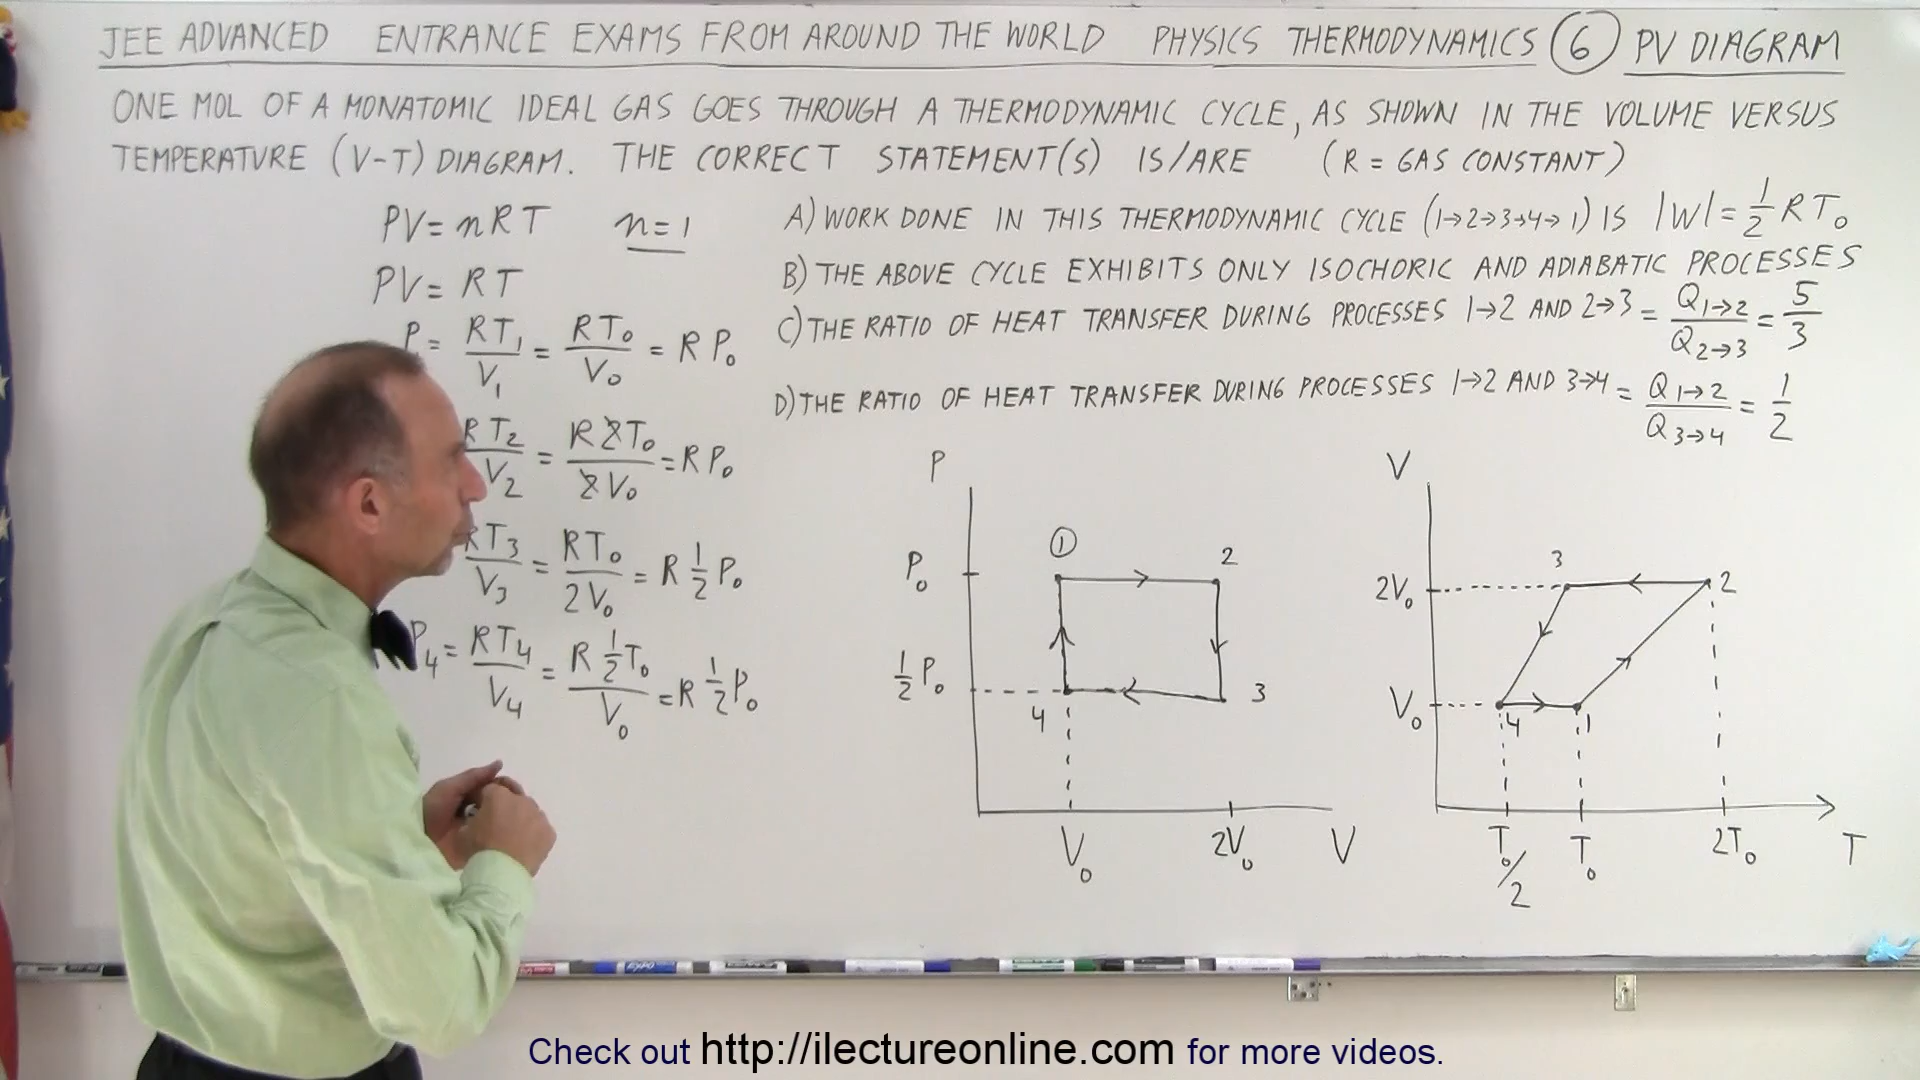 JEE ADVANCED ENTRANCE EXAMS FROM AROUND THE WORLD PHYSICS THERMODYNAMICS 6 PV DIAGRAM
ONE MOL OF A MONATOMIC IDEAL GAS GOES THROUGH A THERMODYNAMIC CYCLE, AS SHOWN IN THE VOLUME VERSUS
TEMPERATURE (V-T) DIAGRAM. THE CORRECT STATEMENT(S) IS/ARE (R = GAS CONSTANT)
PV = nRT n = 1
PV = RT
P = RT₁/V₁ = RT₀/V₀ = R P₀
RT₂/V₂ = R2T₀/2V₀ = R P₀
RT₃/V₃ = RT₀/2V₀ = R 1/2 P₀
P₄ = RT₄/V₄ = R 1/2 T₀/V₀ = R 1/2 P₀
A) WORK DONE IN THIS THERMODYNAMIC CYCLE (1→2→3→4→1) IS |W| = 1/2 RT₀
B) THE ABOVE CYCLE EXHIBITS ONLY ISOCHORIC AND ADIABATIC PROCESSES
C) THE RATIO OF HEAT TRANSFER DURING PROCESSES 1→2 AND 2→3 = Q₁→₂/Q₂→₃ = 5/3
D) THE RATIO OF HEAT TRANSFER DURING PROCESSES 1→2 AND 3→4 = Q₁→₂/Q₃→₄ = 1/2
P
1 2
P₀
1/2 P₀
4 3
V₀ 2V₀ V
V
3 2
2V₀
V₀
4 1
T₀/2 T₀ 2T₀ T
EXPO
Check out http://ilectureonline.com for more videos.